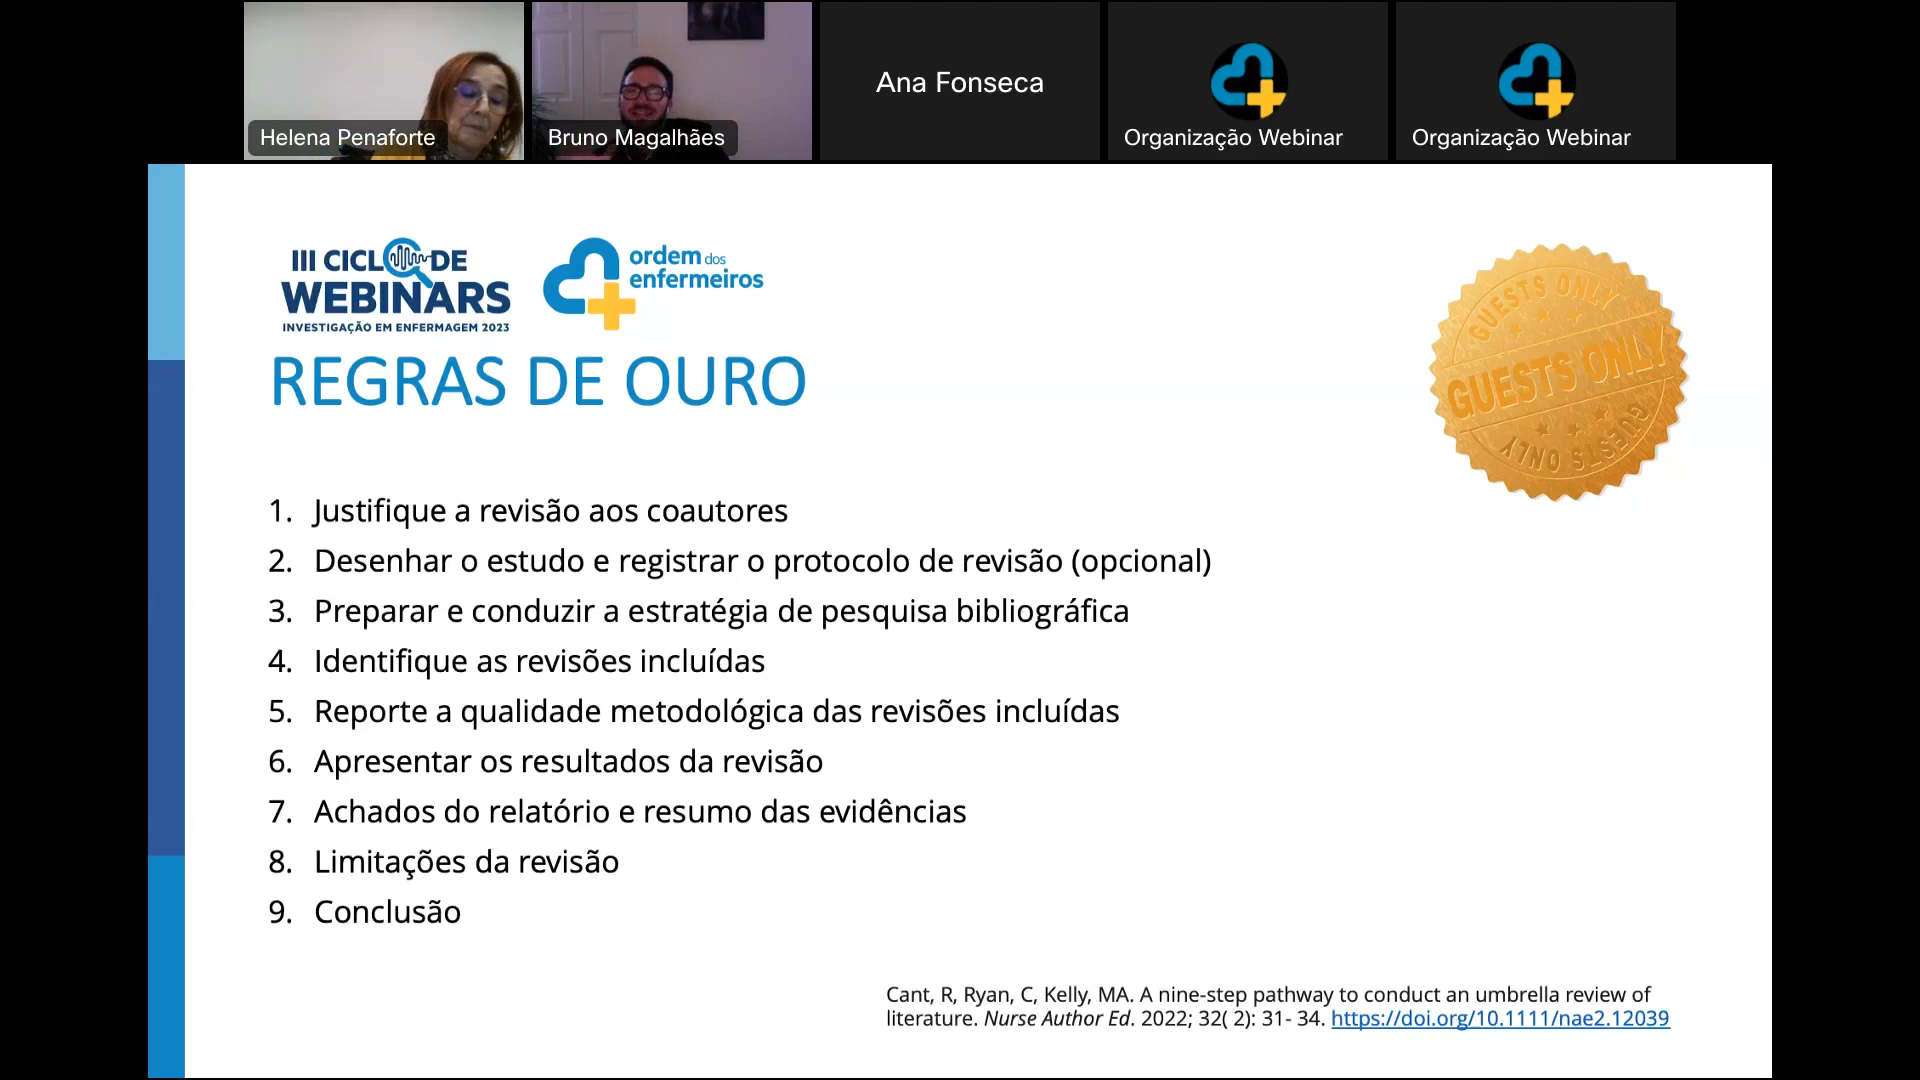 Helena Penaforte
Bruno Magalhães
Ana Fonseca
Organização Webinar
Organização Webinar
III CICLO DE
WEBINARS
INVESTIGAÇÃO EM ENFERMAGEM 2023
ordem dos
enfermeiros
GUESTS ONLY
GUESTS ONLY
GUESTS ONLY
REGRAS DE OURO
1. Justifique a revisão aos coautores
2. Desenhar o estudo e registrar o protocolo de revisão (opcional)
3. Preparar e conduzir a estratégia de pesquisa bibliográfica
4. Identifique as revisões incluídas
5. Reporte a qualidade metodológica das revisões incluídas
6. Apresentar os resultados da revisão
7. Achados do relatório e resumo das evidências
8. Limitações da revisão
9. Conclusão
Cant, R, Ryan, C, Kelly, MA. A nine-step pathway to conduct an umbrella review of
literature. Nurse Author Ed. 2022; 32( 2): 31- 34. https://doi.org/10.1111/nae2.12039